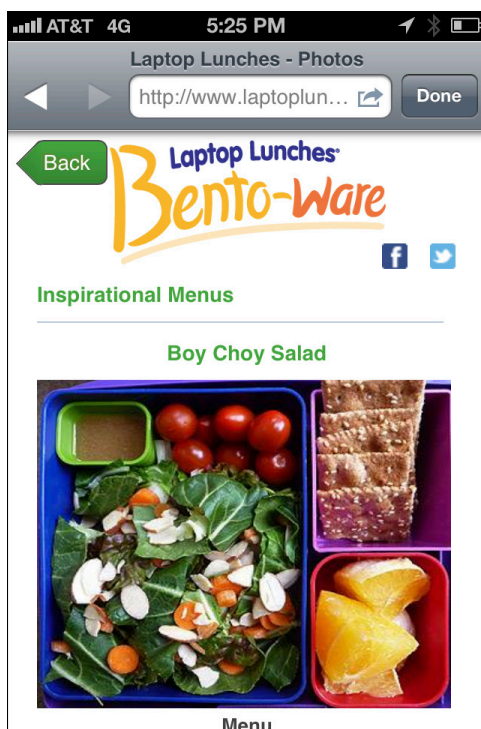 AT&T 4G 5:25 PM
Laptop Lunches - Photos
http://www.laptoplun... Done
Back
Laptop Lunches®
Bento-Ware
f
Inspirational Menus
Boy Choy Salad
Menu